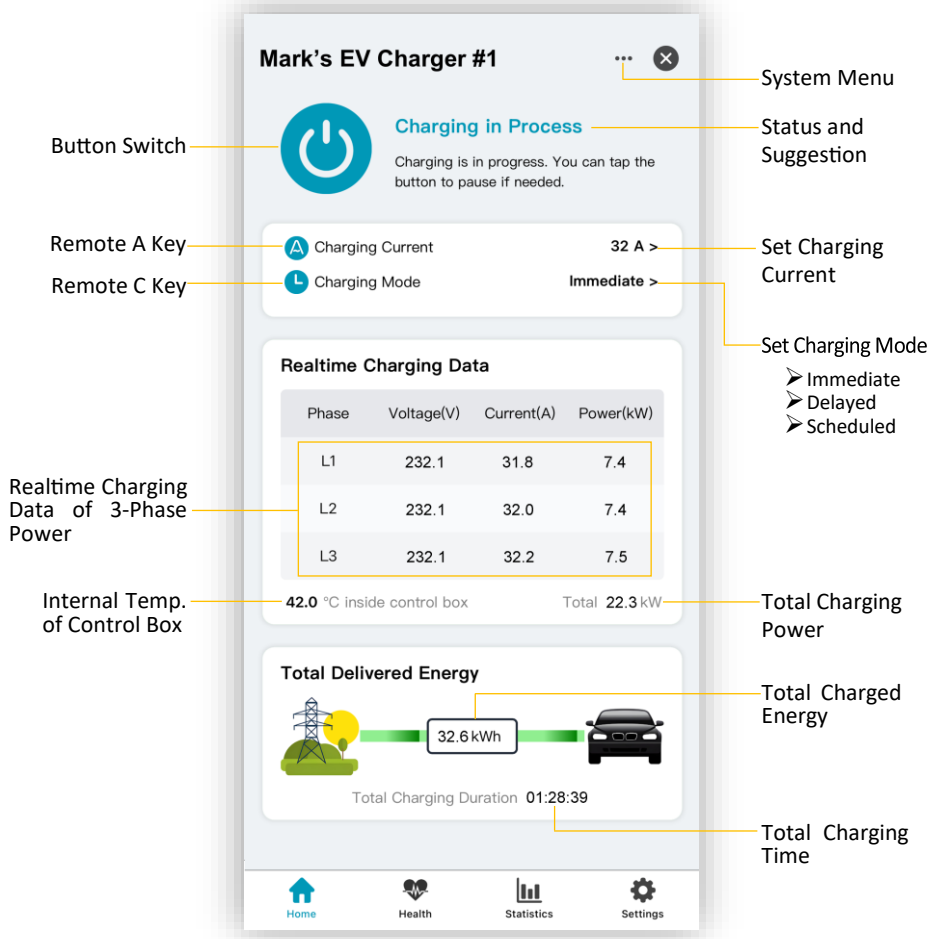 Mark's EV Charger #1
System Menu
Button Switch
Charging in Process
Charging is in progress. You can tap the
button to pause if needed.
Status and
Suggestion
Remote A Key
A Charging Current
32 A >
Set Charging
Current
Remote C Key
Charging Mode
Immediate >
Set Charging Mode
➢ Immediate
➢ Delayed
➢ Scheduled
Realtime Charging Data
Phase Voltage(V) Current(A) Power(kW)
L1 232.1 31.8 7.4
L2 232.1 32.0 7.4
L3 232.1 32.2 7.5
Realtime Charging
Data of 3-Phase
Power
Internal Temp.
of Control Box
42.0 °C inside control box
Total 22.3 kW
Total Charging
Power
Total Delivered Energy
32.6 kWh
Total Charged
Energy
Total Charging Duration 01:28:39
Total Charging
Time
Home
Health
Statistics
Settings